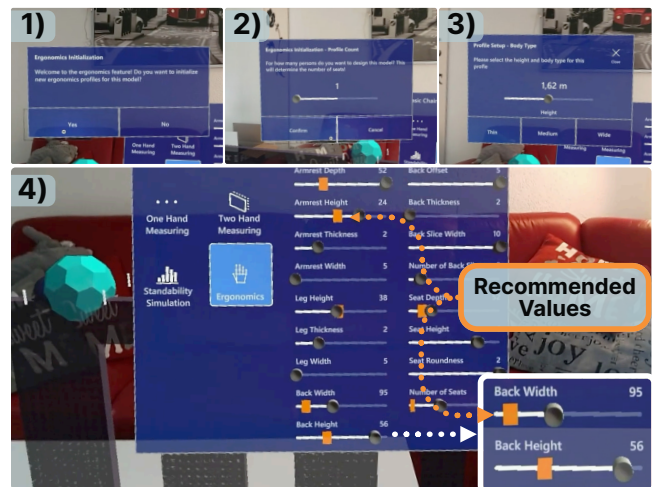 1)
Ergonomics Initialization
Welcome to the ergonomics feature! Do you want to initialize
new ergonomics profiles for this model?
Yes
No
One Hand
Measuring
Two Hand
Measuring
2)
Ergonomics Initialization - Profile Count
For how many persons do you want to design this model? This
will determine the number of seats!
1
Confirm
Cancel
3)
Profile Setup - Body Type
Please select the height and body type for this
profile
Close
1,62 m
Height
Thin
Medium
Wide
Measuring
Measuring
4)
One Hand
Measuring
Two Hand
Measuring
Standability
Simulation
Ergonomics
Armrest Depth 52
Armrest Height 24
Armrest Thickness 2
Armrest Width 5
Leg Height 38
Leg Thickness 2
Leg Width 5
Back Width 95
Back Height 56
Back Offset 5
Back Thickness 2
Back Slice Width 10
Number of Back
Seat Depth
Seat Height
Seat Roundness 2
Number of Seats
Recommended
Values
Back Width 95
Back Height 56
sweet
M
JOY
joy